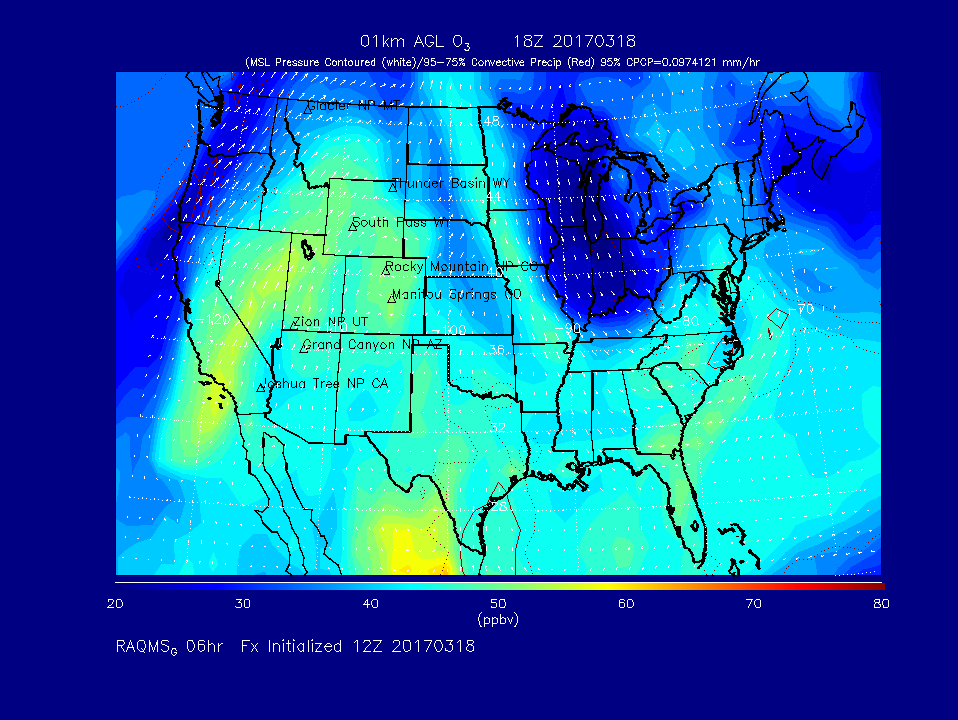 01km AGL O3 18Z 20170318
(MSL Pressure Contoured (white)/95-75% Convective Precip (Red) 95% CPCP=0.0974121 mm/hr
Glacier NP MT
48
Thunder Basin WY
44
South Pass WY
Rocky Mountain NP CO
Manitou Springs CO
70
-120
Zion NP UT
-100
-90
-80
Grand Canyon NP AZ
36
Joshua Tree NP CA
32
28
20 30 40 50 60 70 80
(ppbv)
RAQMSG 06hr Fx Initialized 12Z 20170318